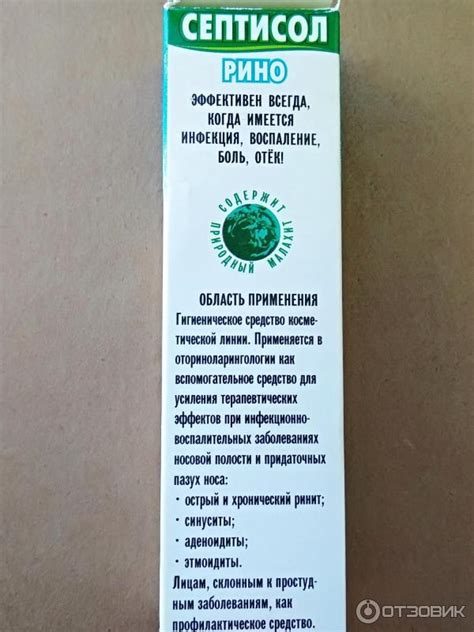 СЕПТИСОЛ
РИНО
ЭФФЕКТИВЕН ВСЕГДА,
КОГДА ИМЕЕТСЯ
ИНФЕКЦИЯ, ВОСПАЛЕНИЕ,
БОЛЬ, ОТЁК!
СОДЕРЖИТ
ПРИРОДНЫЙ МАЛАХИТ
ОБЛАСТЬ ПРИМЕНЕНИЯ
Гигиеническое средство косме-
тической линии. Применяется в
оториноларингологии как
вспомогательное средство для
усиления терапевтических
эффектов при инфекционно-
воспалительных заболеваниях
носовой полости и придаточных
пазух носа:
• острый и хронический ринит;
• синуситы;
• аденоидиты;
• этмоидиты.
Лицам, склонным к простуд-
ным заболеваниям, как
профилактическое средство.
ОТЗОВИК